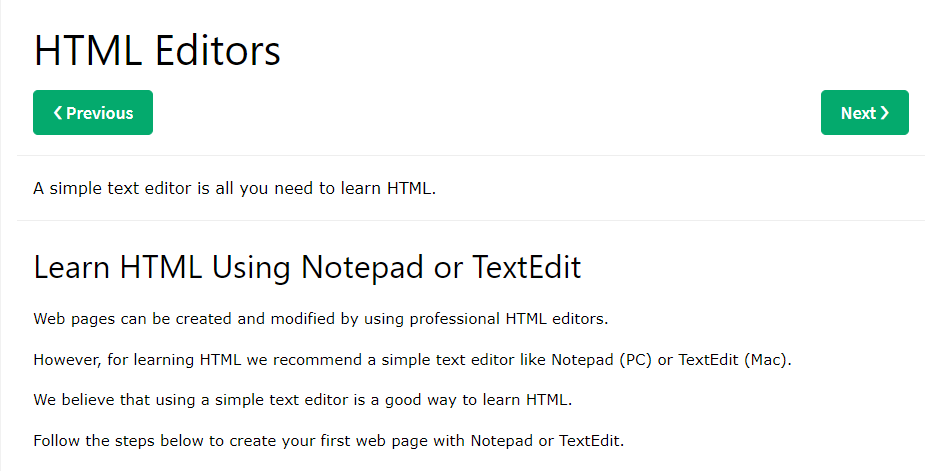 HTML Editors
❮ Previous
Next ❯
A simple text editor is all you need to learn HTML.
Learn HTML Using Notepad or TextEdit
Web pages can be created and modified by using professional HTML editors.
However, for learning HTML we recommend a simple text editor like Notepad (PC) or TextEdit (Mac).
We believe that using a simple text editor is a good way to learn HTML.
Follow the steps below to create your first web page with Notepad or TextEdit.